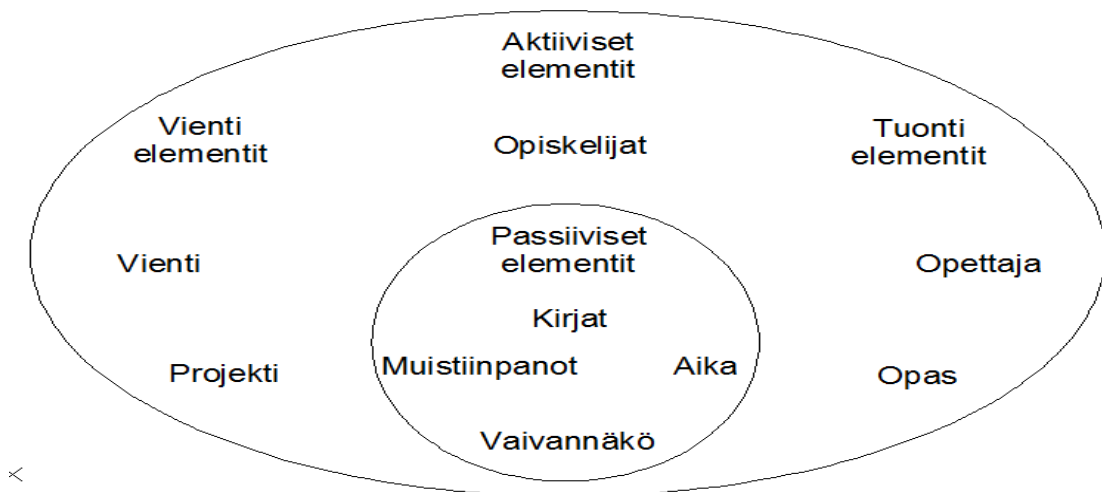 Aktiiviset
elementit
Vienti
elementit
Opiskelijat
Tuonti
elementit
Passiiviset
elementit
Vienti
Opettaja
Kirjat
Projekti
Muistiinpanot
Aika
Opas
Vaivannäkö